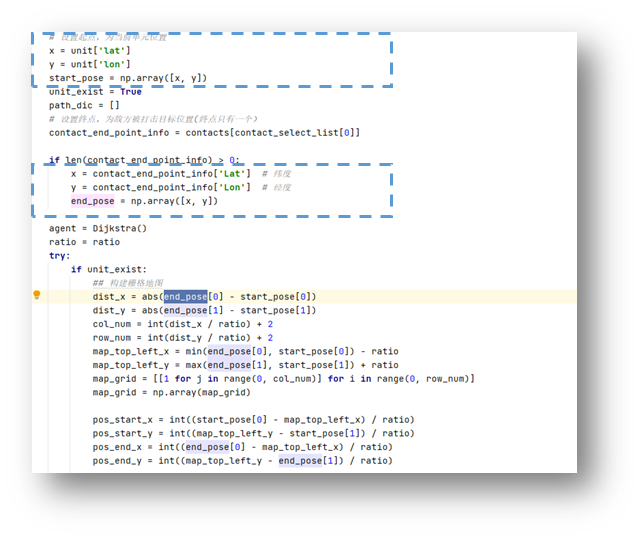 # 设置起点，为当前单元位置
x = unit['lat']
y = unit['lon']
start_pose = np.array([x, y])
unit_exist = True
path_dic = []
# 设置终点，为敌方被打击目标位置(终点只有一个)
contact_end_point_info = contacts[contact_select_list[0]]
if len(contact_end_point_info) > 0:
x = contact_end_point_info['Lat']  # 纬度
y = contact_end_point_info['Lon']  # 经度
end_pose = np.array([x, y])
agent = Dijkstra()
ratio = ratio
try:
if unit_exist:
## 构建栅格地图
dist_x = abs(end_pose[0] - start_pose[0])
dist_y = abs(end_pose[1] - start_pose[1])
col_num = int(dist_x / ratio) + 2
row_num = int(dist_y / ratio) + 2
map_top_left_x = min(end_pose[0], start_pose[0]) - ratio
map_top_left_y = max(end_pose[1], start_pose[1]) + ratio
map_grid = [[1 for j in range(0, col_num)] for i in range(0, row_num)]
map_grid = np.array(map_grid)
pos_start_x = int((start_pose[0] - map_top_left_x) / ratio)
pos_start_y = int((map_top_left_y - start_pose[1]) / ratio)
pos_end_x = int((end_pose[0] - map_top_left_x) / ratio)
pos_end_y = int((map_top_left_y - end_pose[1]) / ratio)